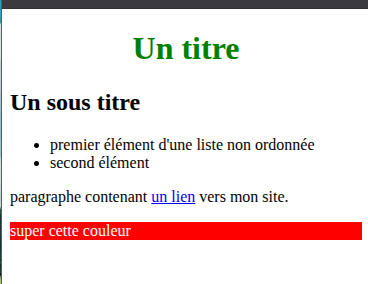 Un titre
Un sous titre
premier élément d'une liste non ordonnée
second élément
paragraphe contenant un lien vers mon site.
super cette couleur